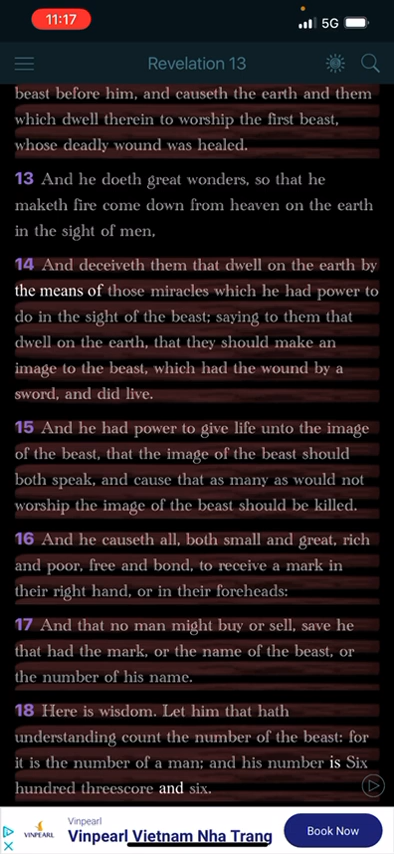 11:17
5G
Revelation 13
beast before him, and causeth the earth and them
which dwell therein to worship the first beast,
whose deadly wound was healed.
13 And he doeth great wonders, so that he
maketh fire come down from heaven on the earth
in the sight of men,
14 And deceiveth them that dwell on the earth by
the means of those miracles which he had power to
do in the sight of the beast; saying to them that
dwell on the earth, that they should make an
image to the beast, which had the wound by a
sword, and did live.
15 And he had power to give life unto the image
of the beast, that the image of the beast should
both speak, and cause that as many as would not
worship the image of the beast should be killed.
16 And he causeth all, both small and great, rich
and poor, free and bond, to receive a mark in
their right hand, or in their foreheads:
17 And that no man might buy or sell, save he
that had the mark, or the name of the beast, or
the number of his name.
18 Here is wisdom. Let him that hath
understanding count the number of the beast: for
it is the number of a man; and his number is Six
hundred threescore and six.
VINPEARL
Vinpearl
Vinpearl Vietnam Nha Trang
Book Now